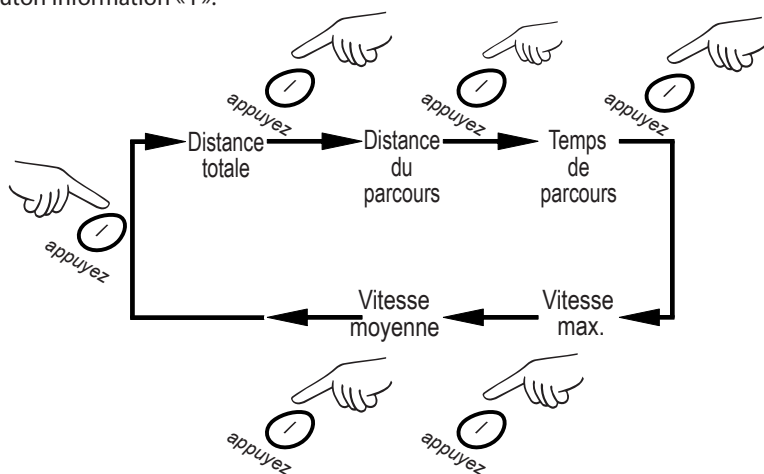 uton information « I ».
I
appuyez
I
appuyez
I
appuyez
Distance
totale
Distance
du
parcours
Temps
de
parcours
I
appuyez
Vitesse
moyenne
Vitesse
max.
I
appuyez
I
appuyez